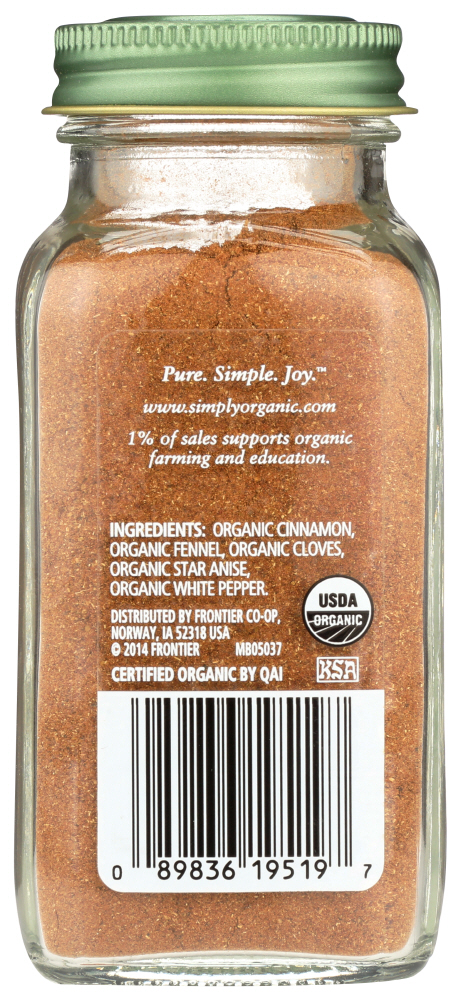 Pure. Simple. Joy.™
www.simplyorganic.com
1% of sales supports organic
farming and education.
INGREDIENTS: ORGANIC CINNAMON,
ORGANIC FENNEL, ORGANIC CLOVES,
ORGANIC STAR ANISE,
ORGANIC WHITE PEPPER.
DISTRIBUTED BY FRONTIER CO-OP,
NORWAY, IA 52318 USA
© 2014 FRONTIER MB05037
CERTIFIED ORGANIC BY QAI
USDA
ORGANIC
KSA
0 89836 19519 7